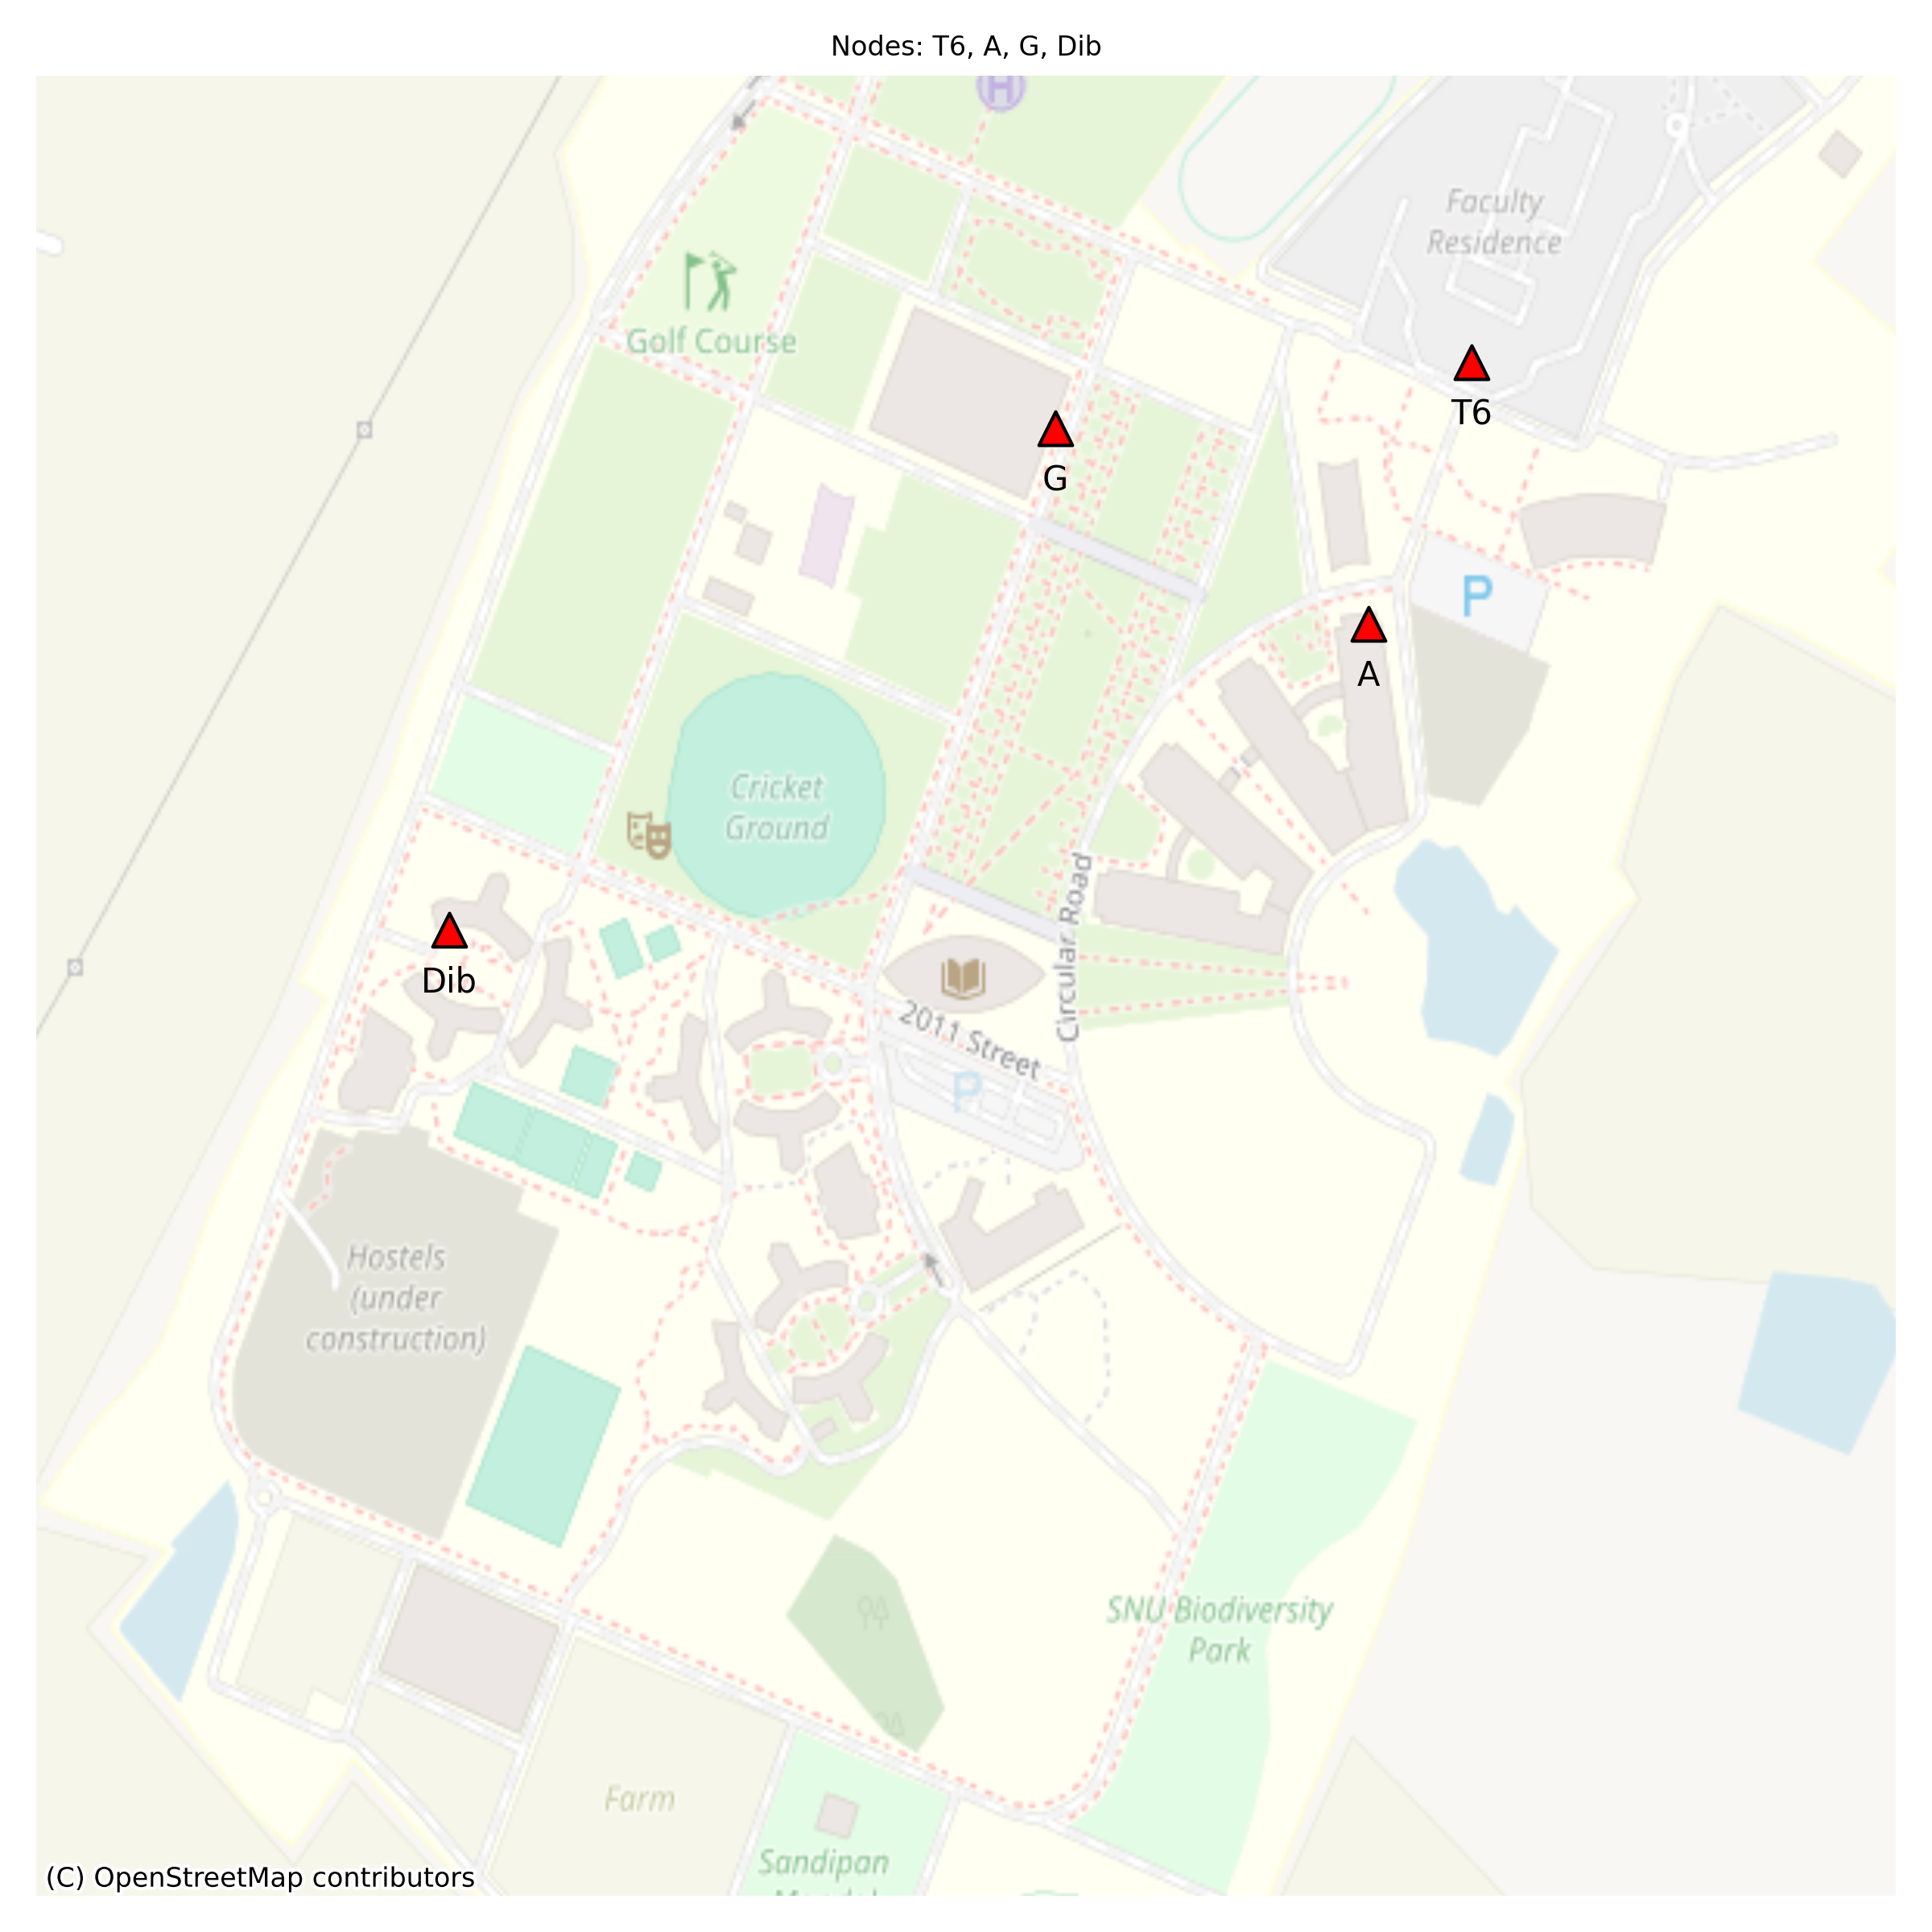 Nodes: T6, A, G, Dib
H
Faculty
Residence
Golf Course
T6
G
P
A
Cricket
Ground
Circular Road
Dib
2011 Street
P
Hostels
(under
construction)
SNU Biodiversity
Park
Farm
Sandipan
(C) OpenStreetMap contributors